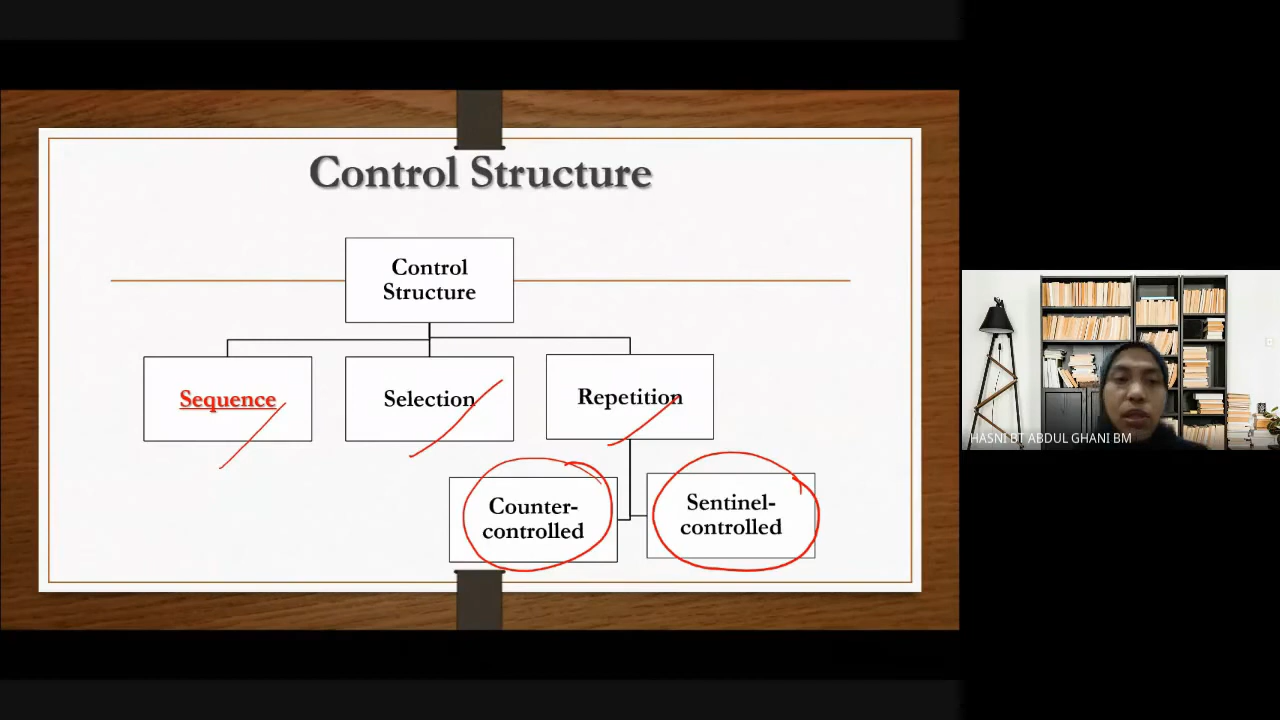 Control Structure
Control
Structure
Sequence
Selection
Repetition
Counter-
controlled
Sentinel-
controlled
HASNI BT ABDUL GHANI BM